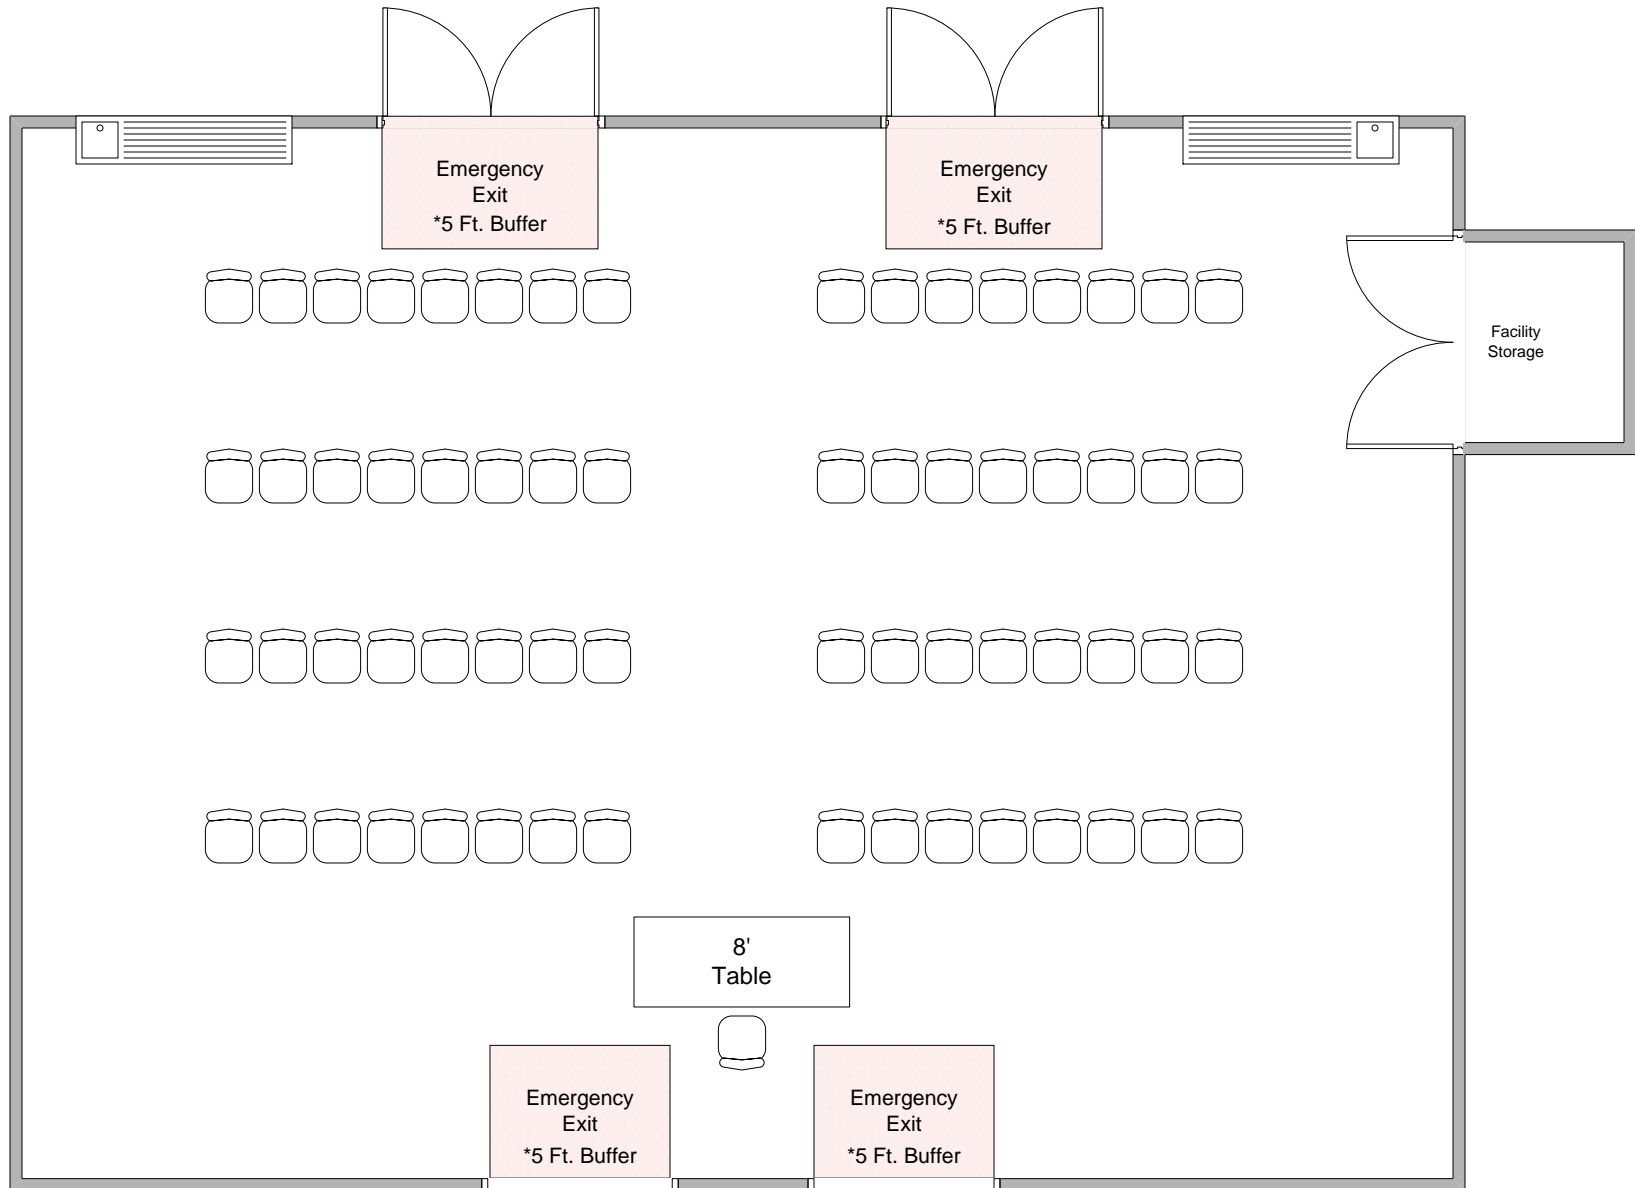 Emergency
Exit
*5 Ft. Buffer
Emergency
Exit
*5 Ft. Buffer
Facility
Storage
8'
Table
Emergency
Exit
*5 Ft. Buffer
Emergency
Exit
*5 Ft. Buffer